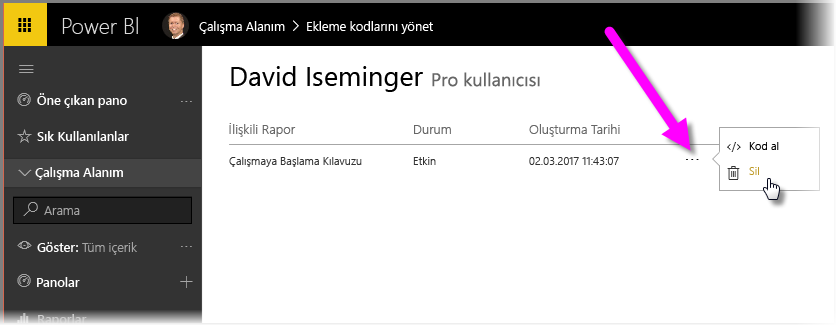 Power BI Çalışma Alanım > Ekleme kodlarını yönet
David Iseminger Pro kullanıcısı
Öne çıkan pano ...
Sık Kullanılanlar
Çalışma Alanım
Arama
Göster: Tüm içerik ...
Panolar +
Raporlar
İlişkili Rapor Durum Oluşturma Tarihi
Çalışmaya Başlama Kılavuzu Etkin 02.03.2017 11:43:07 ...
</> Kod al
Sil